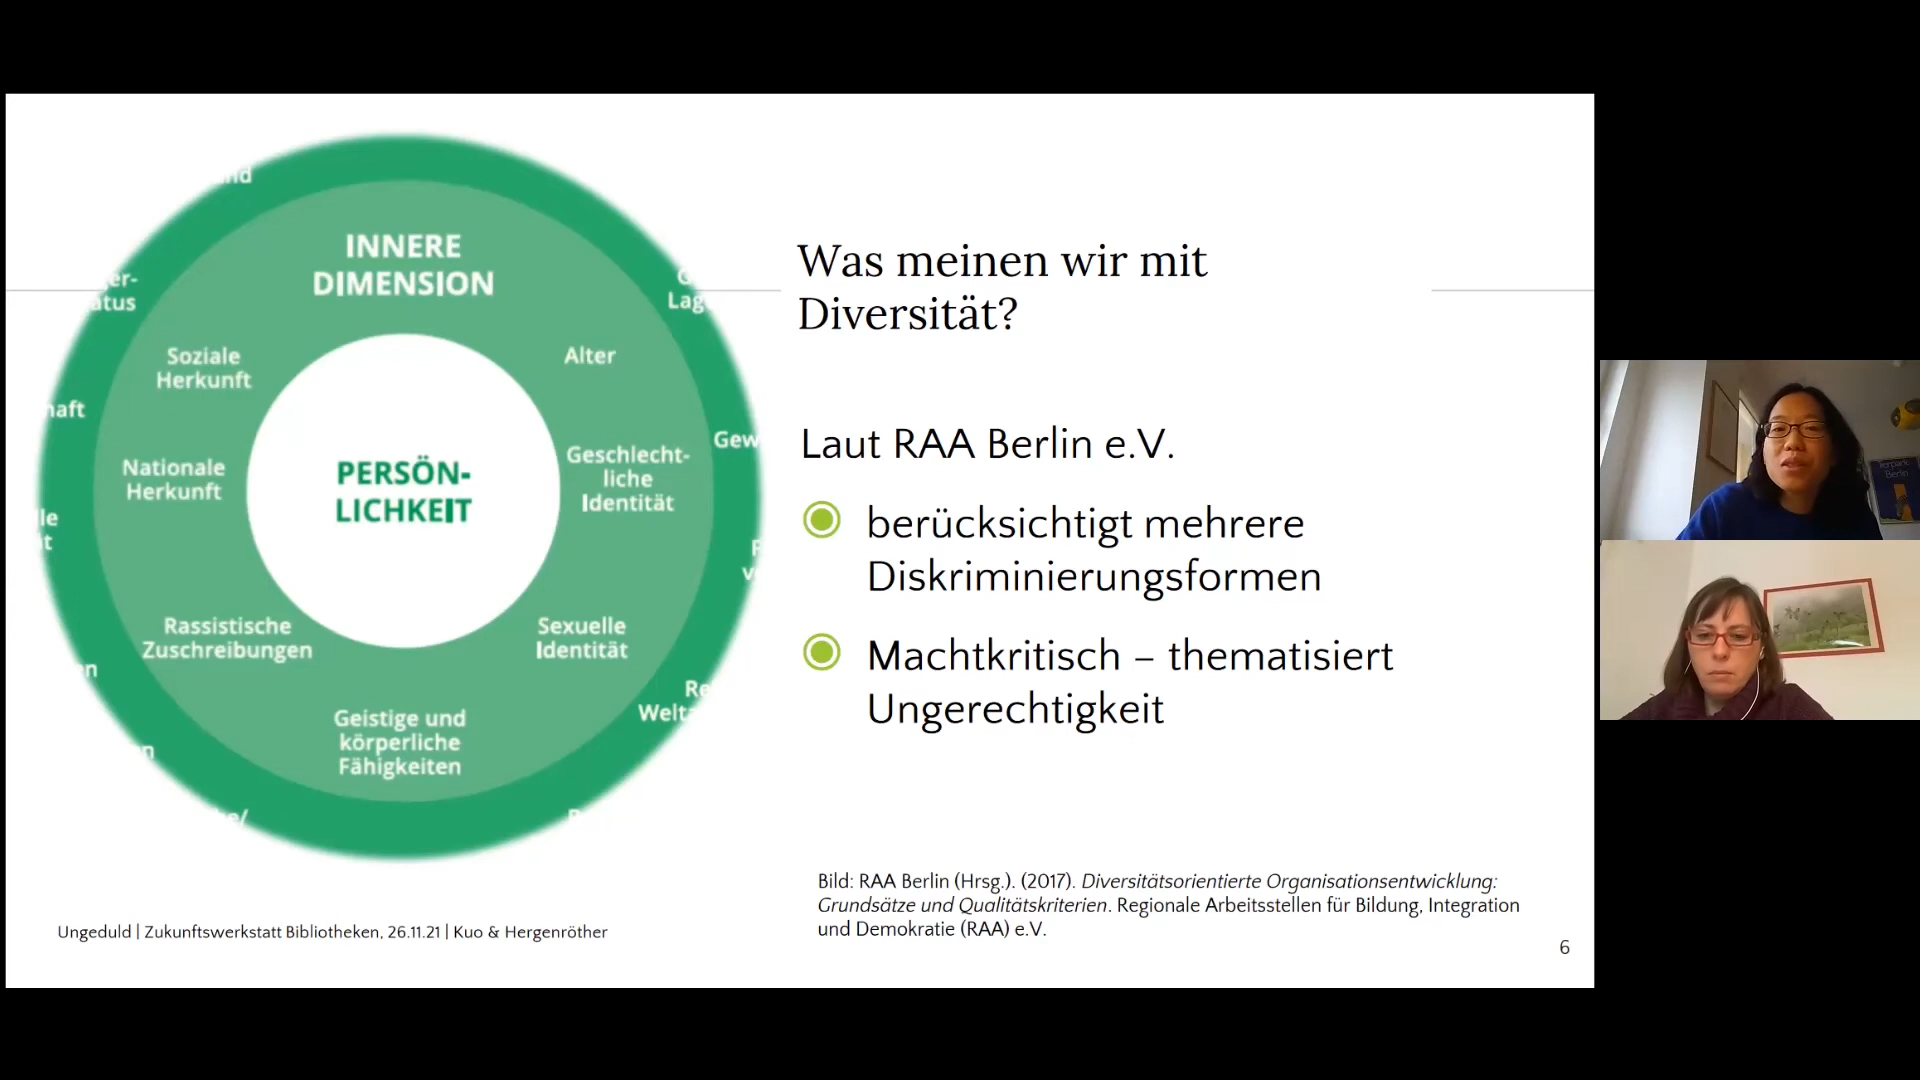 INNERE
DIMENSION
Soziale
Herkunft
Alter
Nationale
Herkunft
PERSÖN-
LICHKEIT
Geschlecht-
liche
Identität
Rassistische
Zuschreibungen
Sexuelle
Identität
Geistige und
körperliche
Fähigkeiten
Was meinen wir mit
Diversität?
Laut RAA Berlin e.V.
berücksichtigt mehrere
Diskriminierungsformen
Machtkritisch – thematisiert
Ungerechtigkeit
Bild: RAA Berlin (Hrsg.). (2017). Diversitätsorientierte Organisationsentwicklung:
Grundsätze und Qualitätskriterien. Regionale Arbeitsstellen für Bildung, Integration
und Demokratie (RAA) e.V.
Ungeduld | Zukunftswerkstatt Bibliotheken, 26.11.21 | Kuo & Hergenröther
6
Berlin